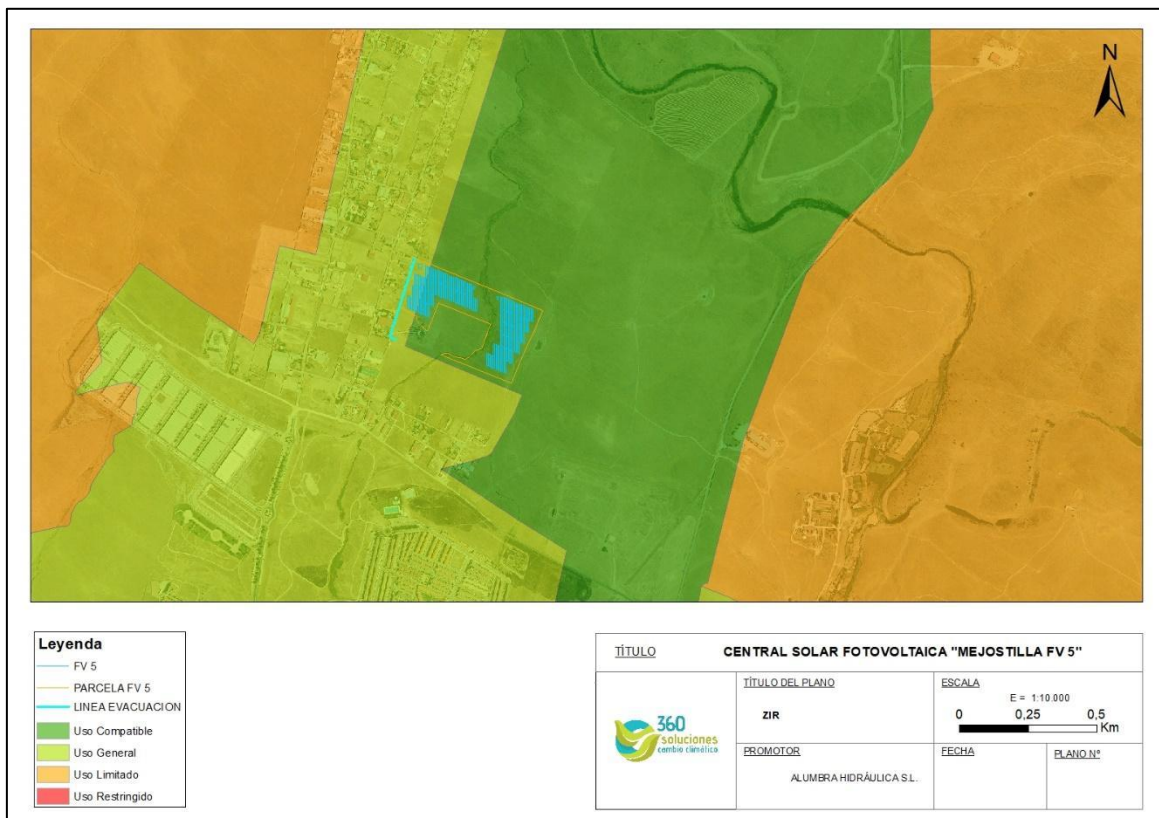 N
Leyenda
FV 5
PARCELA FV 5
LINEA EVACUACION
Uso Compatible
Uso General
Uso Limitado
Uso Restringido
TÍTULO
CENTRAL SOLAR FOTOVOLTAICA "MEJOSTILLA FV 5"
360
soluciones
cambio climático
TÍTULO DEL PLANO
ZIR
ESCALA
E = 1:10.000
0 0,25 0,5
Km
PROMOTOR
ALUMBRA HIDRÁULICA S.L.
FECHA
PLANO Nº